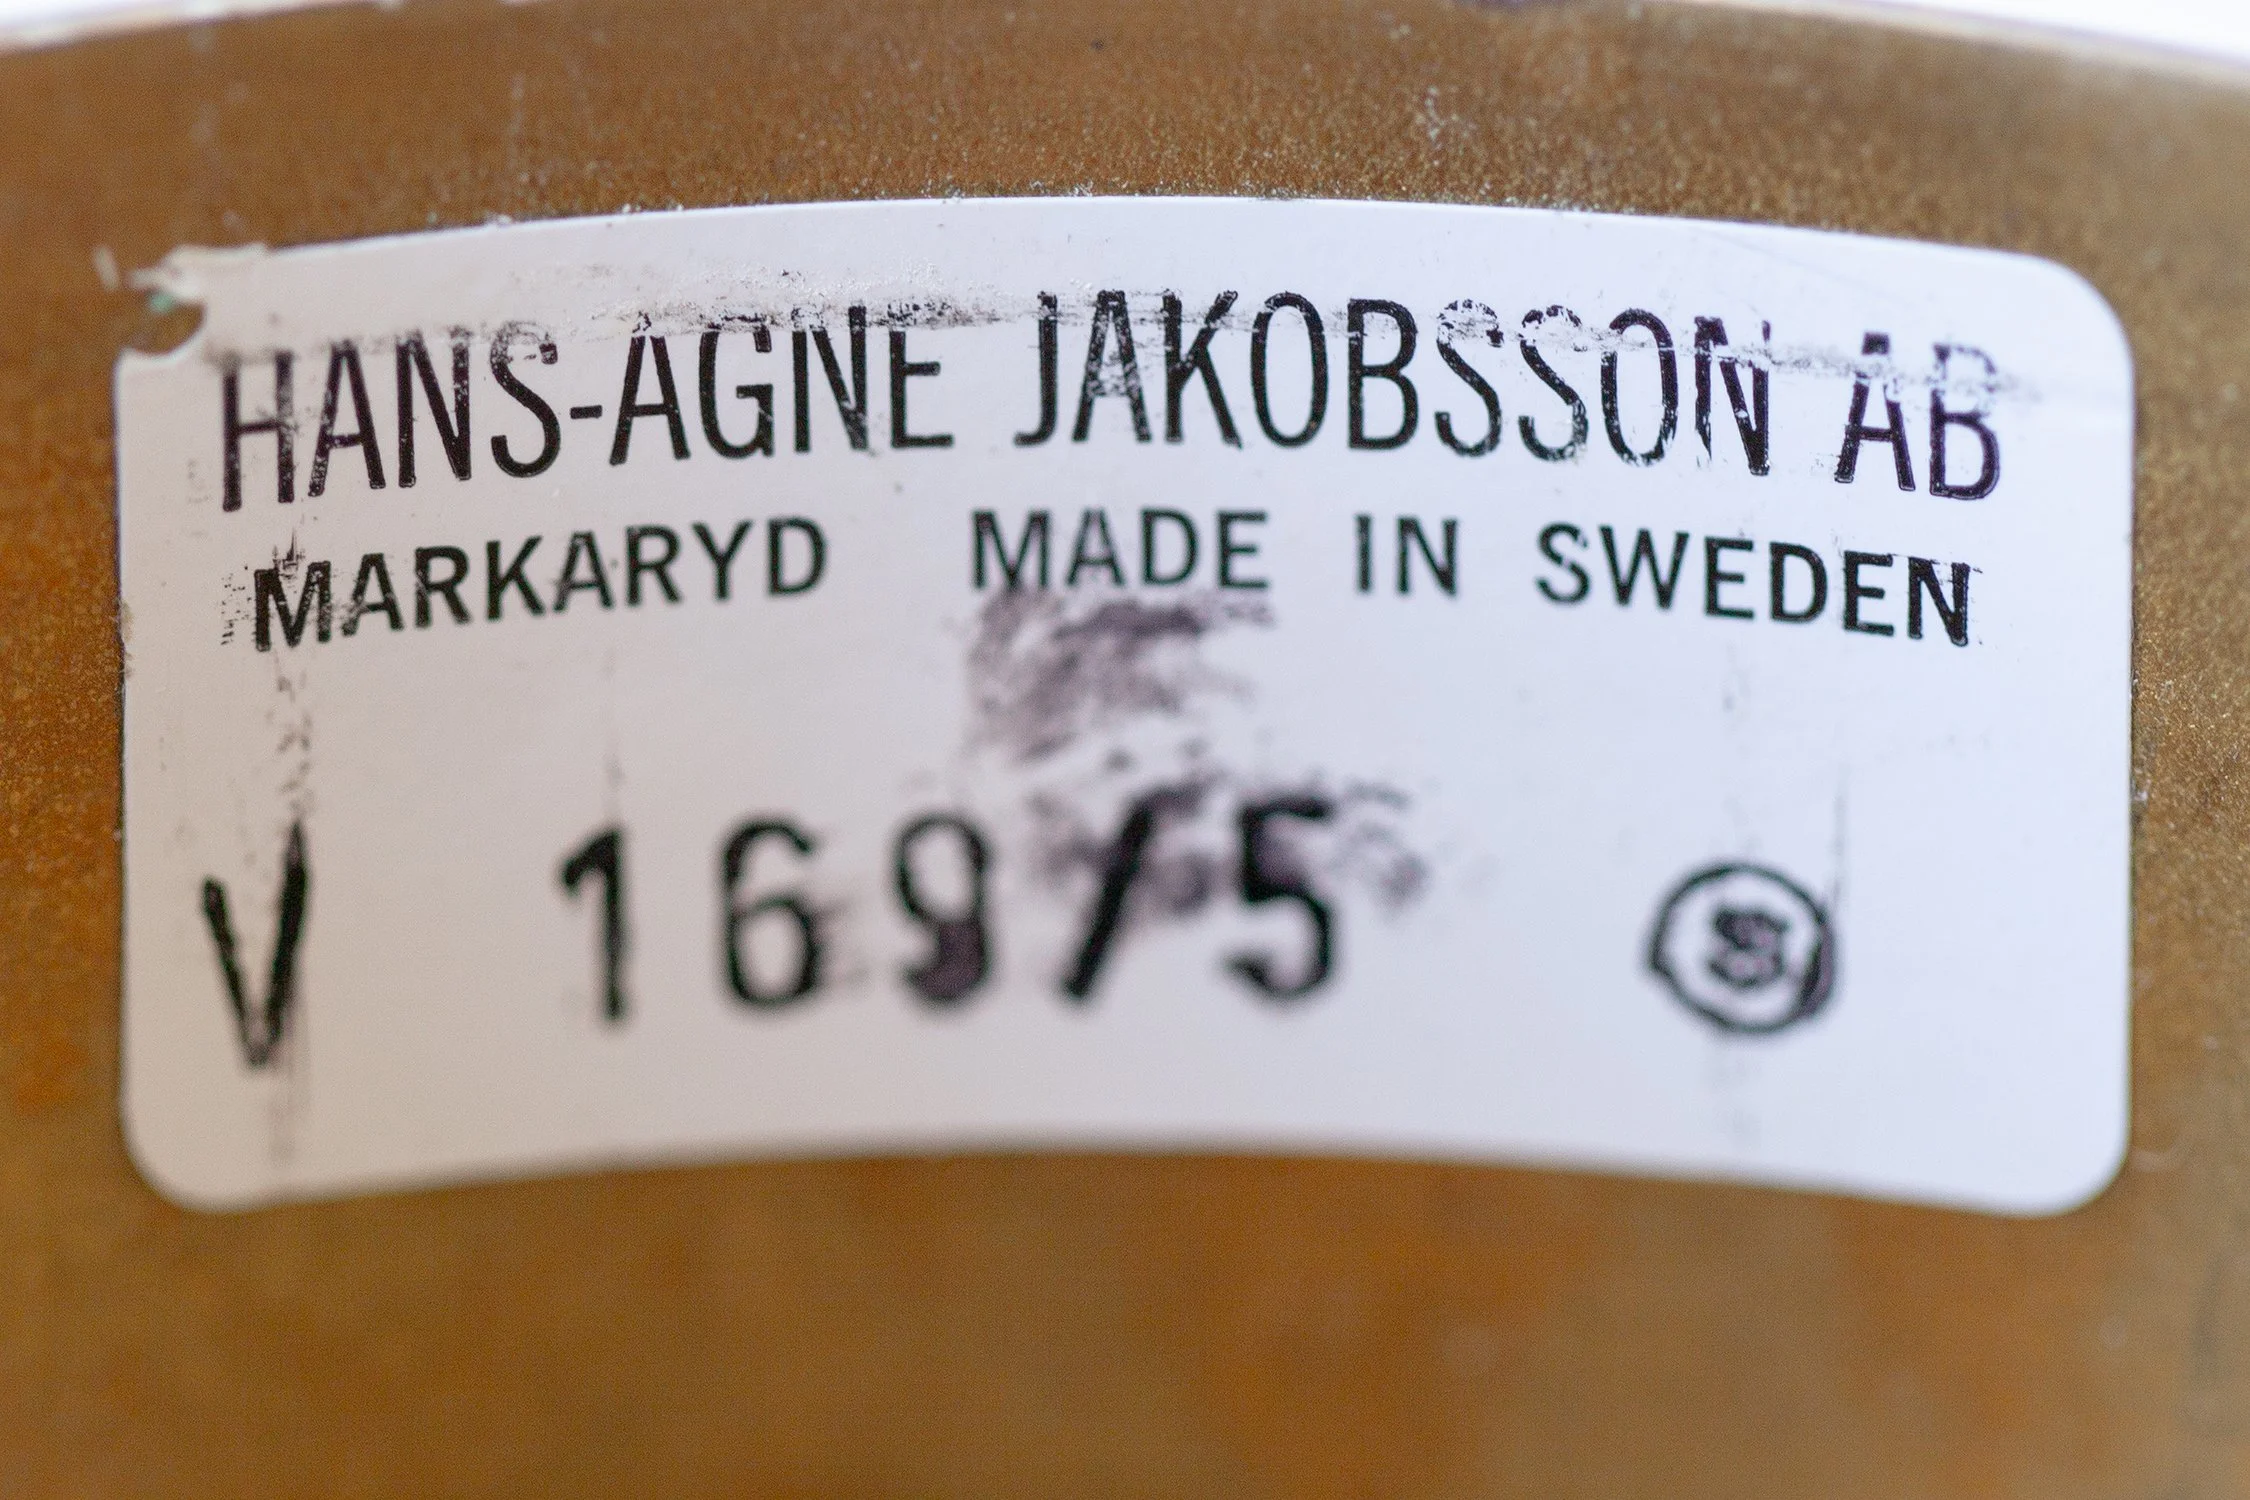 HANS-AGNE JAKOBSSON AB
MARKARYD MADE IN SWEDEN
V 169/5 Ⓢ